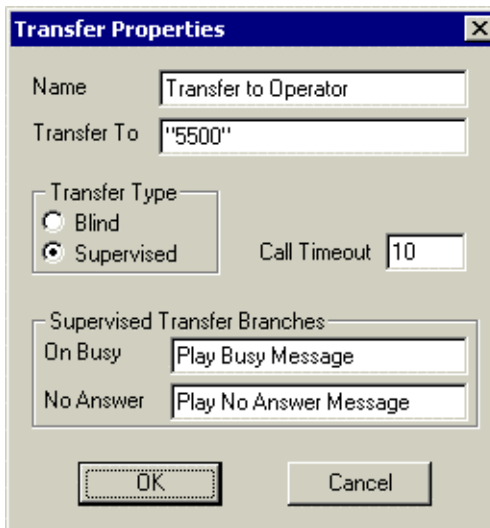 Transfer Properties
Name Transfer to Operator
Transfer To "5500"
Transfer Type
Blind
Supervised Call Timeout 10
Supervised Transfer Branches
On Busy Play Busy Message
No Answer Play No Answer Message
OK Cancel